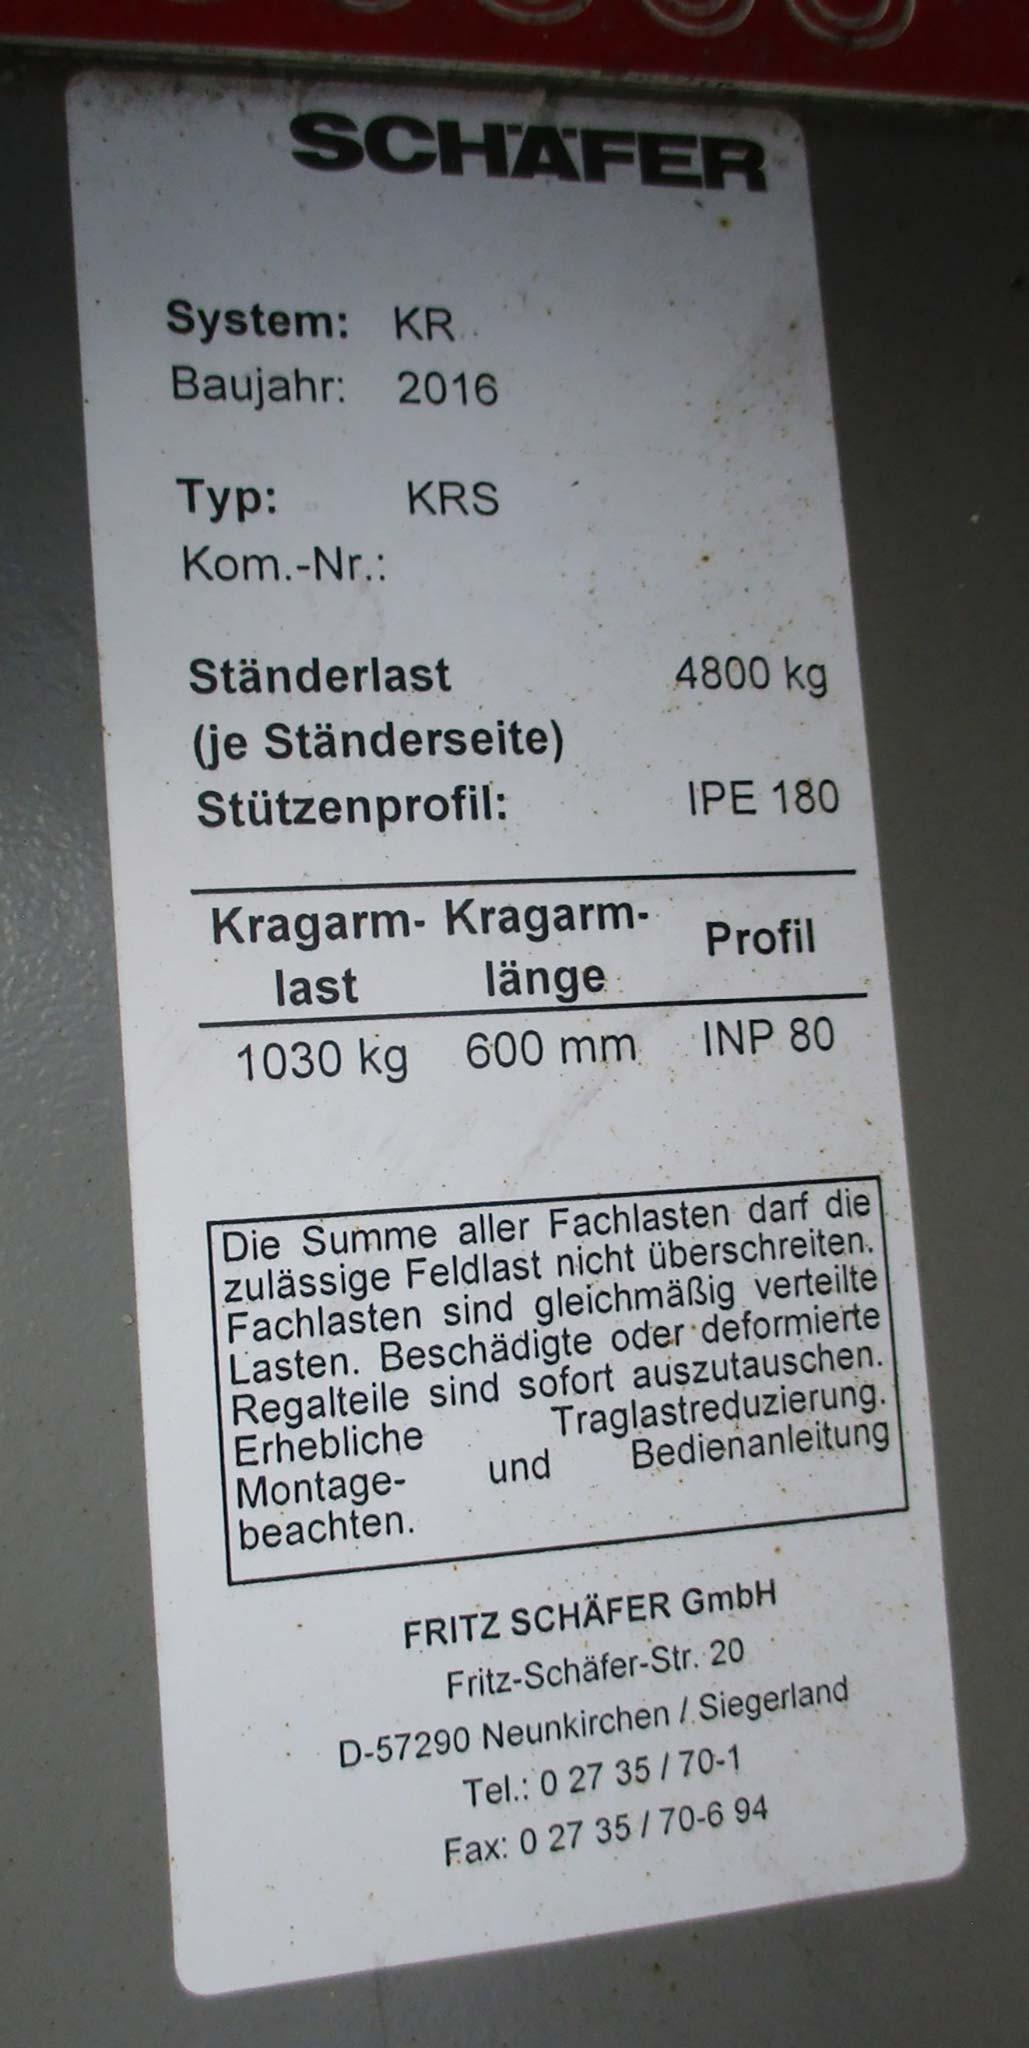 SCHÄFER
System: KR
Baujahr: 2016
Typ: KRS
Kom.-Nr.:
Ständerlast 4800 kg
(je Ständerseite)
Stützenprofil: IPE 180
Kragarm- Kragarm- Profil
last länge
1030 kg 600 mm INP 80
Die Summe aller Fachlasten darf die
zulässige Feldlast nicht überschreiten.
Fachlasten sind gleichmäßig verteilte
Lasten. Beschädigte oder deformierte
Regalteile sind sofort auszutauschen.
Erhebliche Traglastreduzierung.
Montage- und Bedienanleitung
beachten.
FRITZ SCHÄFER GmbH
Fritz-Schäfer-Str. 20
D-57290 Neunkirchen / Siegerland
Tel.: 0 27 35 / 70-1
Fax: 0 27 35 / 70-6 94